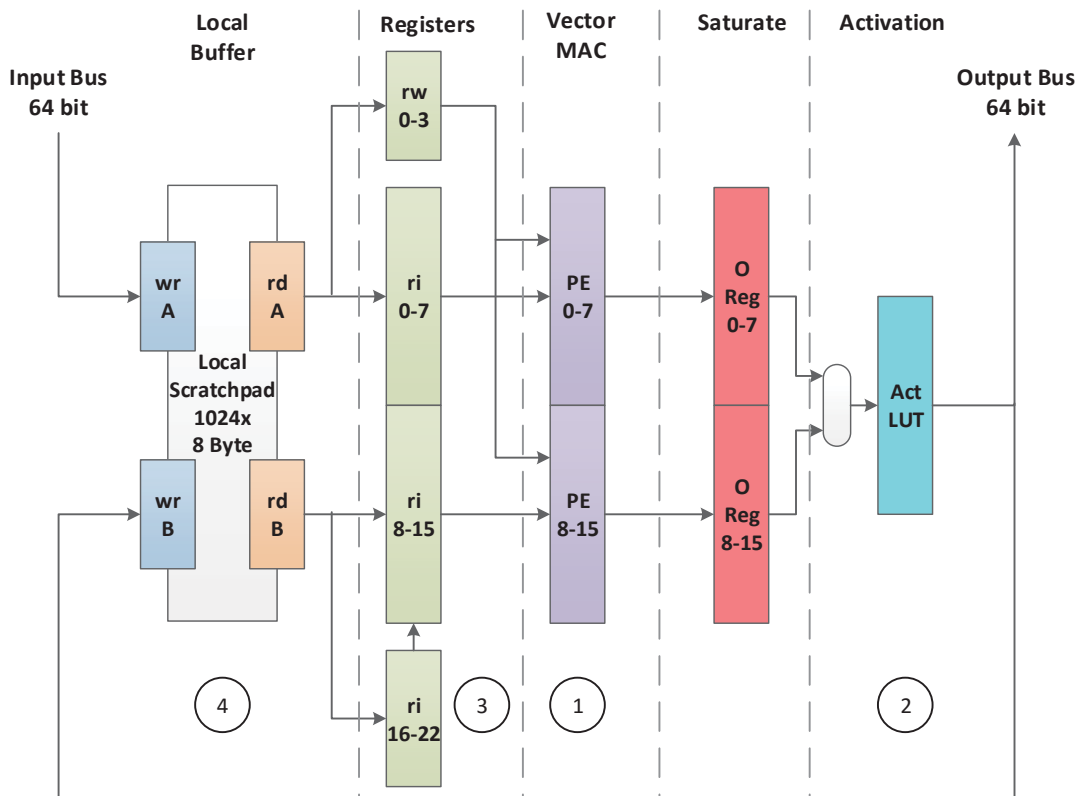 Local
Buffer
Registers
Vector
MAC
Saturate
Activation
Input Bus
64 bit
Output Bus
64 bit
rw
0-3
wr
A
rd
A
ri
0-7
PE
0-7
O
Reg
0-7
Local
Scratchpad
1024x
8 Byte
Act
LUT
wr
B
rd
B
ri
8-15
PE
8-15
O
Reg
8-15
ri
16-22
4
3
1
2